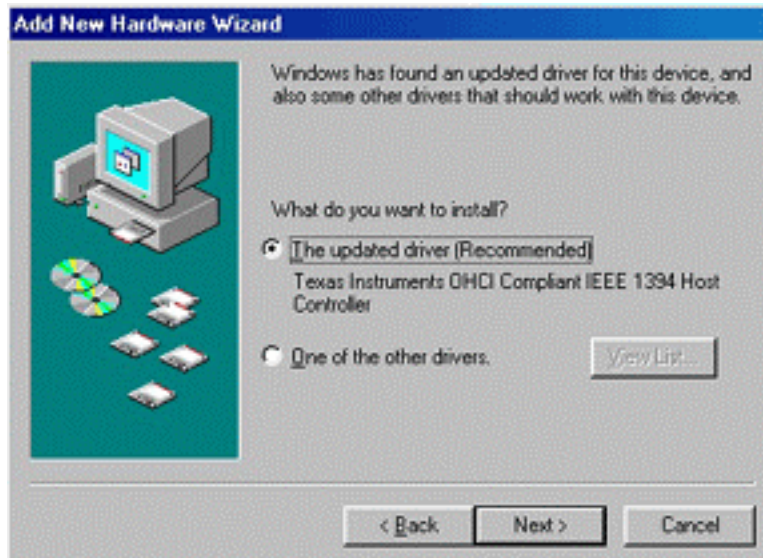 Add New Hardware Wizard
Windows has found an updated driver for this device, and
also some other drivers that should work with this device.
What do you want to install?
The updated driver (Recommended)
Texas Instruments OHCI Compliant IEEE 1394 Host
Controller
One of the other drivers.
View List...
< Back
Next >
Cancel